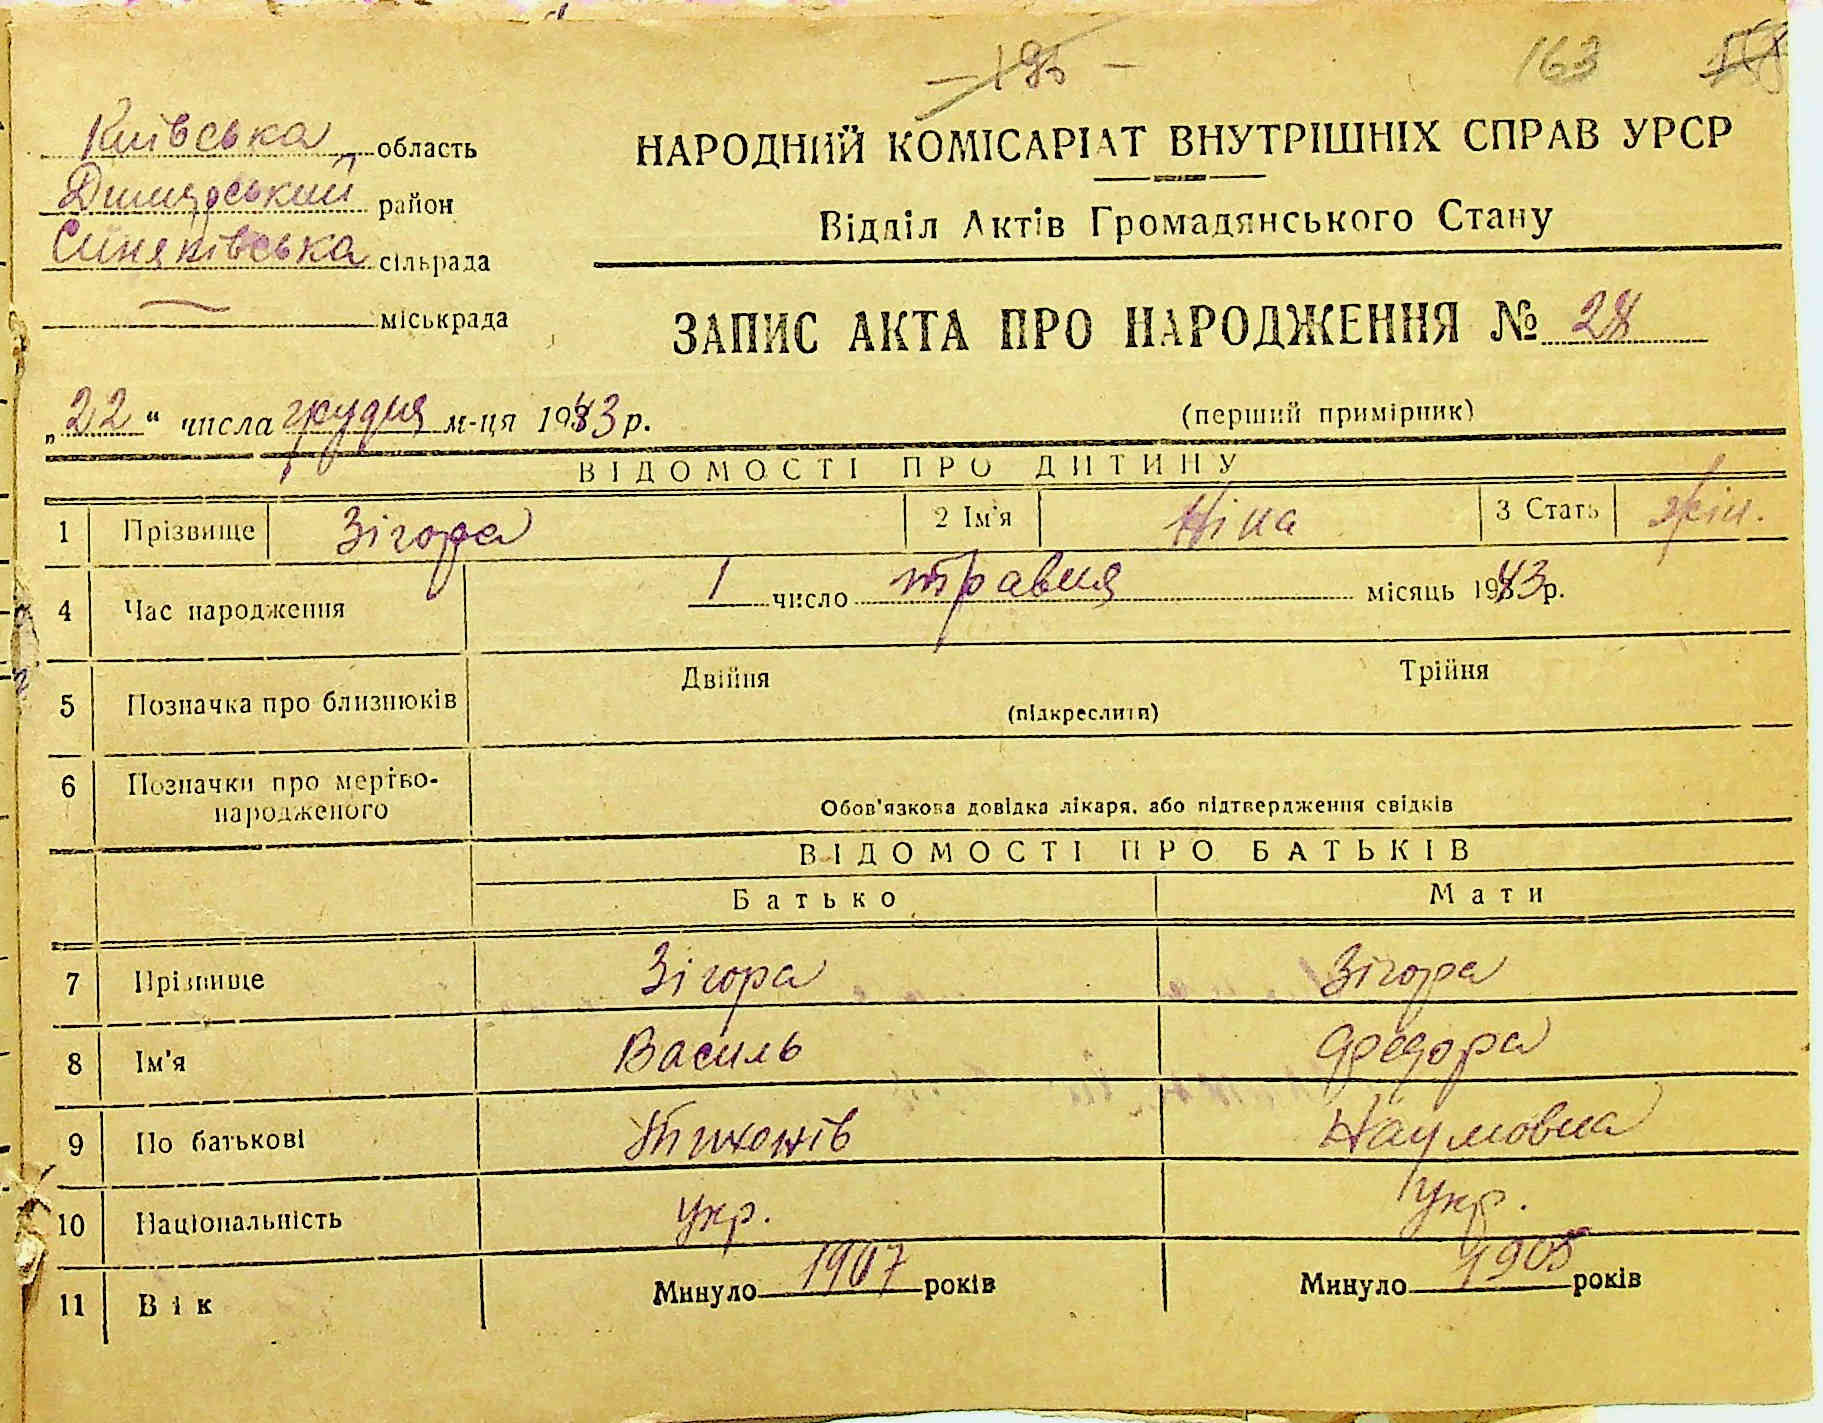 — 195 — 163
Київська область
Димерський район
Синяківська сільрада
міськрада
НАРОДНИЙ КОМІСАРІАТ ВНУТРІШНІХ СПРАВ УРСР
Відділ Актів Громадянського Стану
ЗАПИС АКТА ПРО НАРОДЖЕННЯ № 28
„22“ числа грудня м-ця 1943 р.
(перший примірник)
ВІДОМОСТІ ПРО ДИТИНУ
1 Прізвище Зігора 2 Ім'я Ніна 3 Стать жін.
4 Час народження 1 число травня місяць 1943 р.
5 Позначка про близнюків Двійня Трійня
(підкреслити)
6 Позначки про мертво-
народженого
Обов'язкова довідка лікаря, або підтвердження свідків
ВІДОМОСТІ ПРО БАТЬКІВ
Батько Мати
7 Прізвище Зігора Зігора
8 Ім'я Василь Федора
9 По батькові Тихонів Наумовна
10 Національність укр. укр.
11 Вік Минуло 1907 років Минуло 1905 років